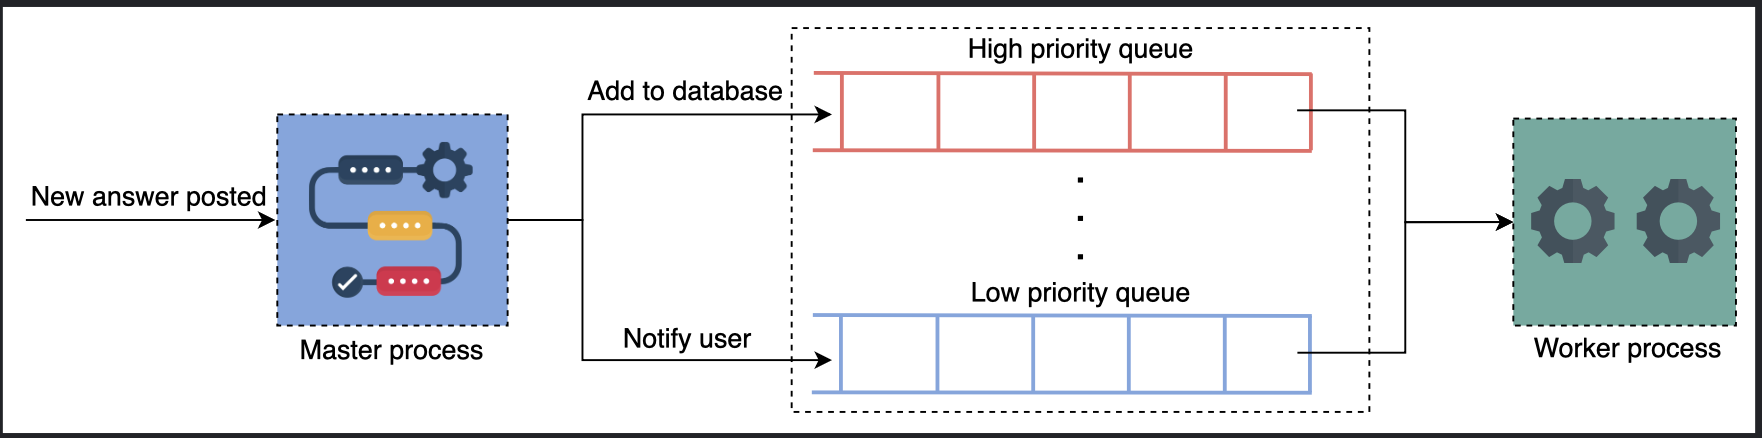 New answer posted
Master process
Add to database
Notify user
High priority queue
Low priority queue
Worker process